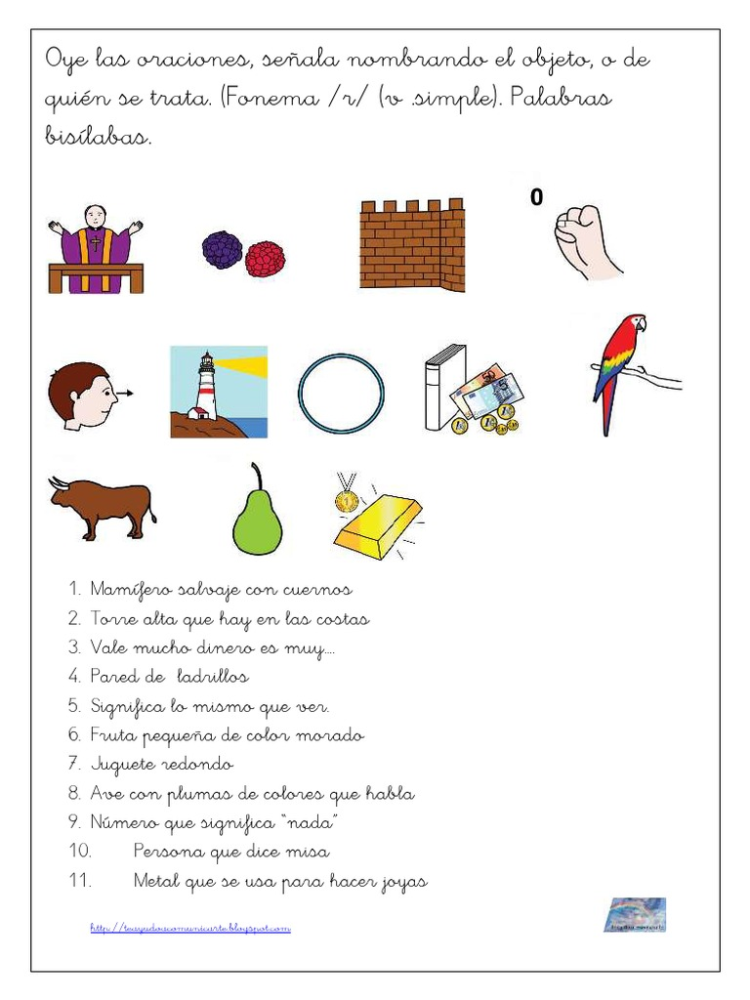 Oye las oraciones, señala nombrando el objeto, o de
quién se trata. (Fonema /r/ (v .simple). Palabras
bisílabas.
0
1. Mamífero salvaje con cuernos
2. Torre alta que hay en las costas
3. Vale mucho dinero es muy....
4. Pared de ladrillos
5. Significa lo mismo que ver.
6. Fruta pequeña de color morado
7. Juguete redondo
8. Ave con plumas de colores que habla
9. Número que significa “nada”
10. Persona que dice misa
11. Metal que se usa para hacer joyas
http://teayudoucomunicarte.blogspot.com